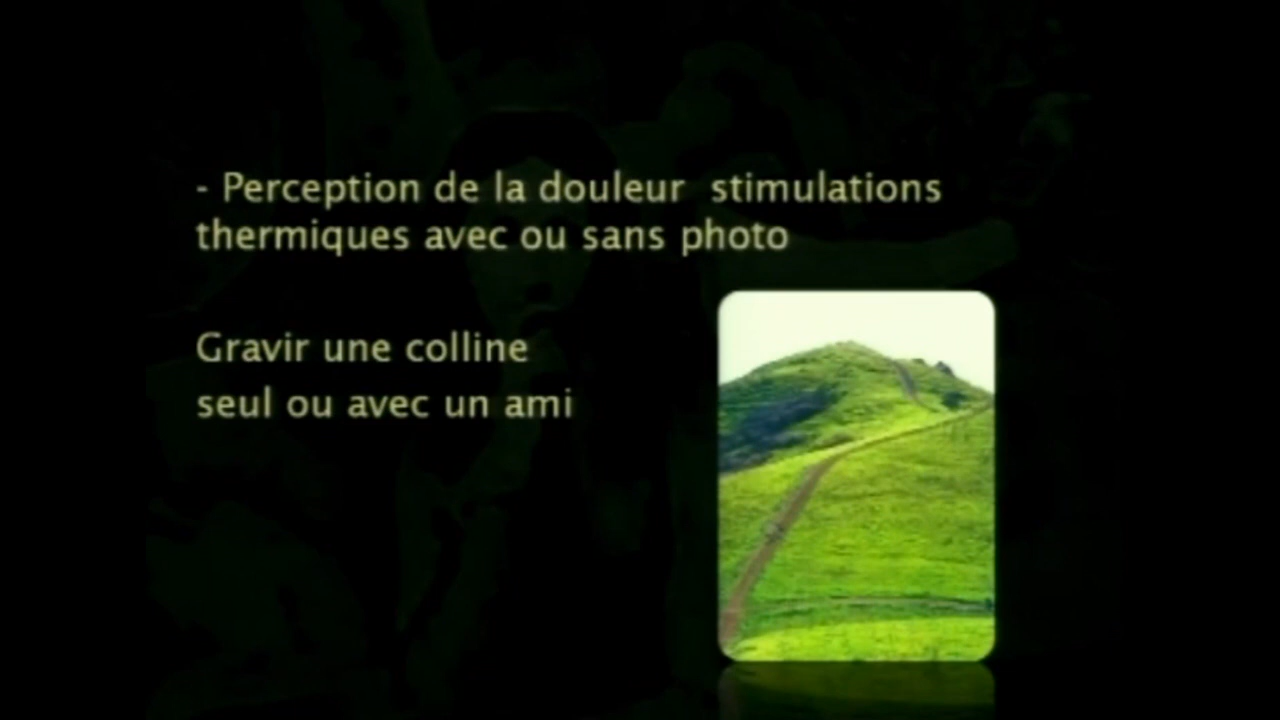 - Perception de la douleur  stimulations
thermiques avec ou sans photo
Gravir une colline
seul ou avec un ami